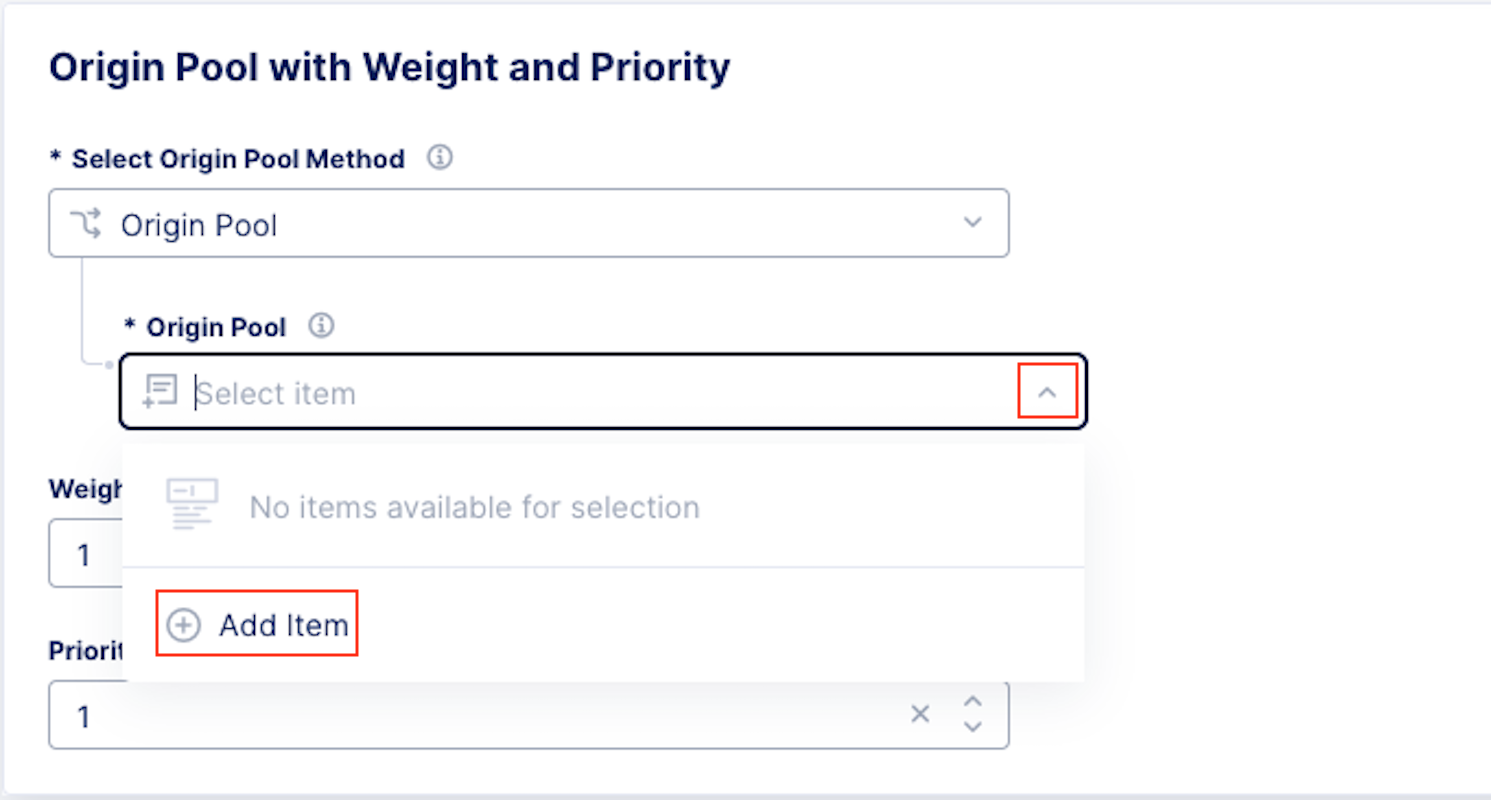 Origin Pool with Weight and Priority
* Select Origin Pool Method
Origin Pool
* Origin Pool
Select item
No items available for selection
Weigh
1
Add Item
Priorit
1